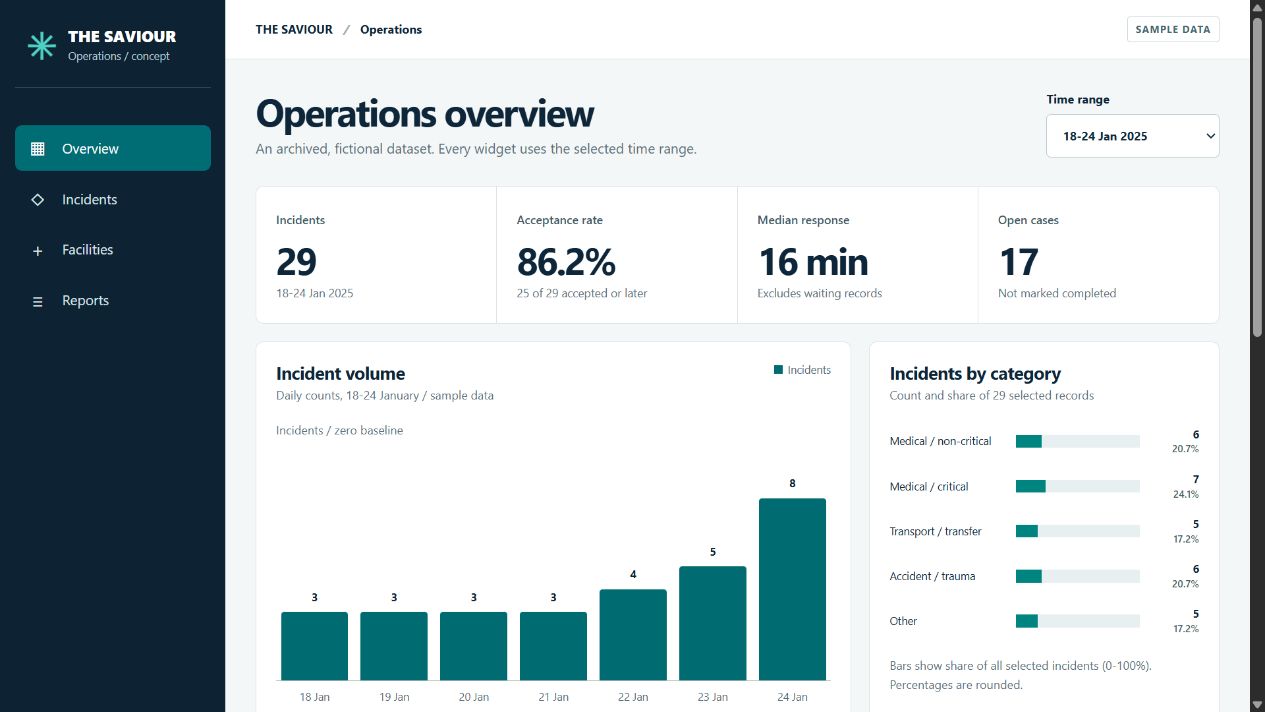 THE SAVIOUR
Operations / concept
Overview
Incidents
Facilities
Reports
THE SAVIOUR / Operations
SAMPLE DATA
Operations overview
An archived, fictional dataset. Every widget uses the selected time range.
Time range
18-24 Jan 2025
Incidents
29
18-24 Jan 2025
Acceptance rate
86.2%
25 of 29 accepted or later
Median response
16 min
Excludes waiting records
Open cases
17
Not marked completed
Incident volume
Daily counts, 18-24 January / sample data
Incidents
Incidents / zero baseline
3
3
3
3
4
5
8
18 Jan
19 Jan
20 Jan
21 Jan
22 Jan
23 Jan
24 Jan
Incidents by category
Count and share of 29 selected records
Medical / non-critical
6
20.7%
Medical / critical
7
24.1%
Transport / transfer
5
17.2%
Accident / trauma
6
20.7%
Other
5
17.2%
Bars show share of all selected incidents (0-100%).
Percentages are rounded.